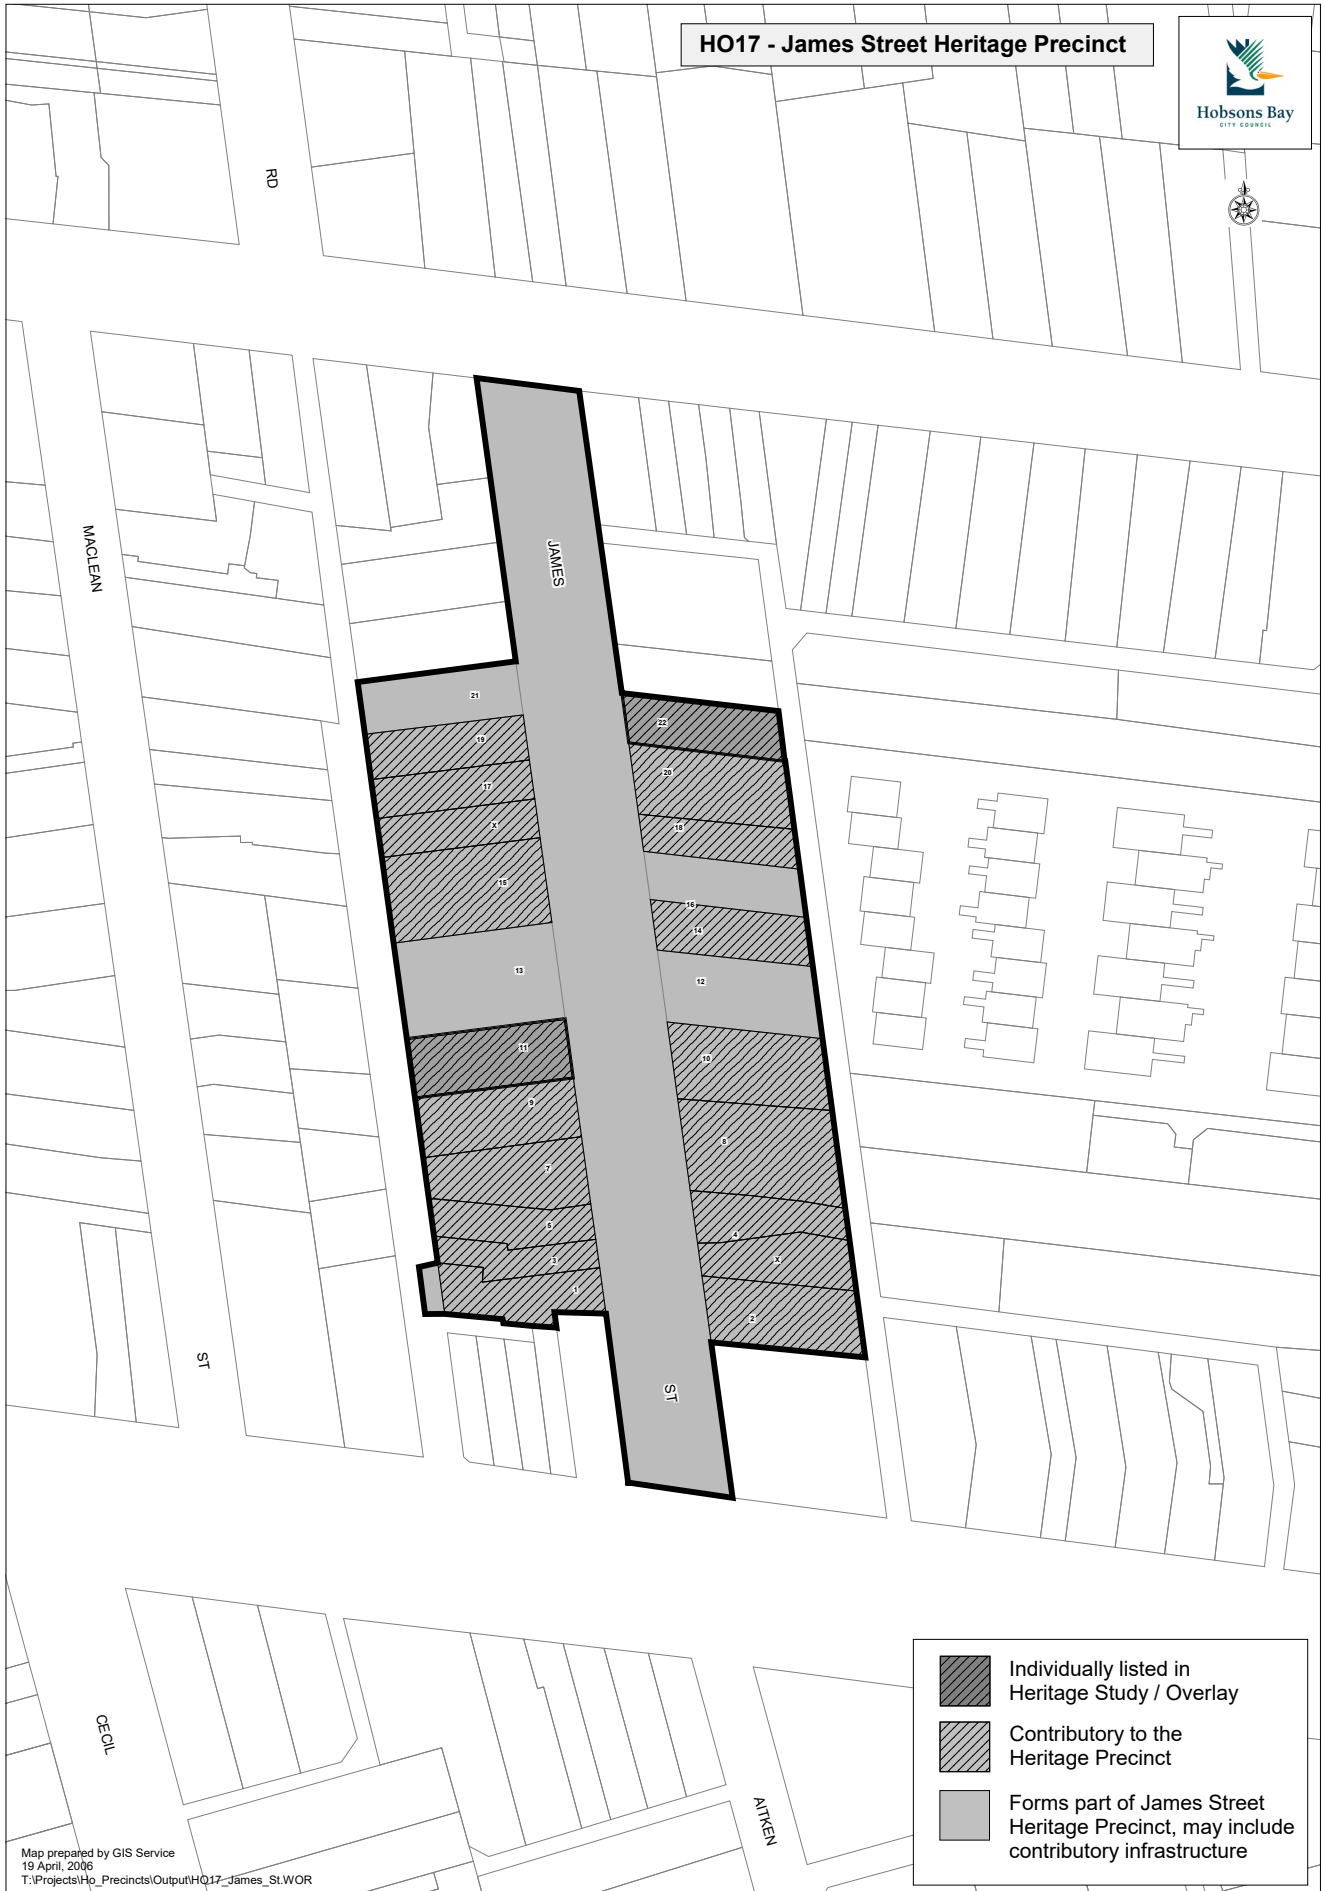 HO17 - James Street Heritage Precinct
Hobsons Bay
CITY COUNCIL
RD
MACLEAN
JAMES
21
22
19
20
17
X
18
15
16
14
13
12
11
10
9
8
7
5
4
3
X
1
2
ST
ST
CECIL
AITKEN
Individually listed in
Heritage Study / Overlay
Contributory to the
Heritage Precinct
Forms part of James Street
Heritage Precinct, may include
contributory infrastructure
Map prepared by GIS Service
19 April, 2006
T:\Projects\Ho_Precincts\Output\HO17_James_St.WOR